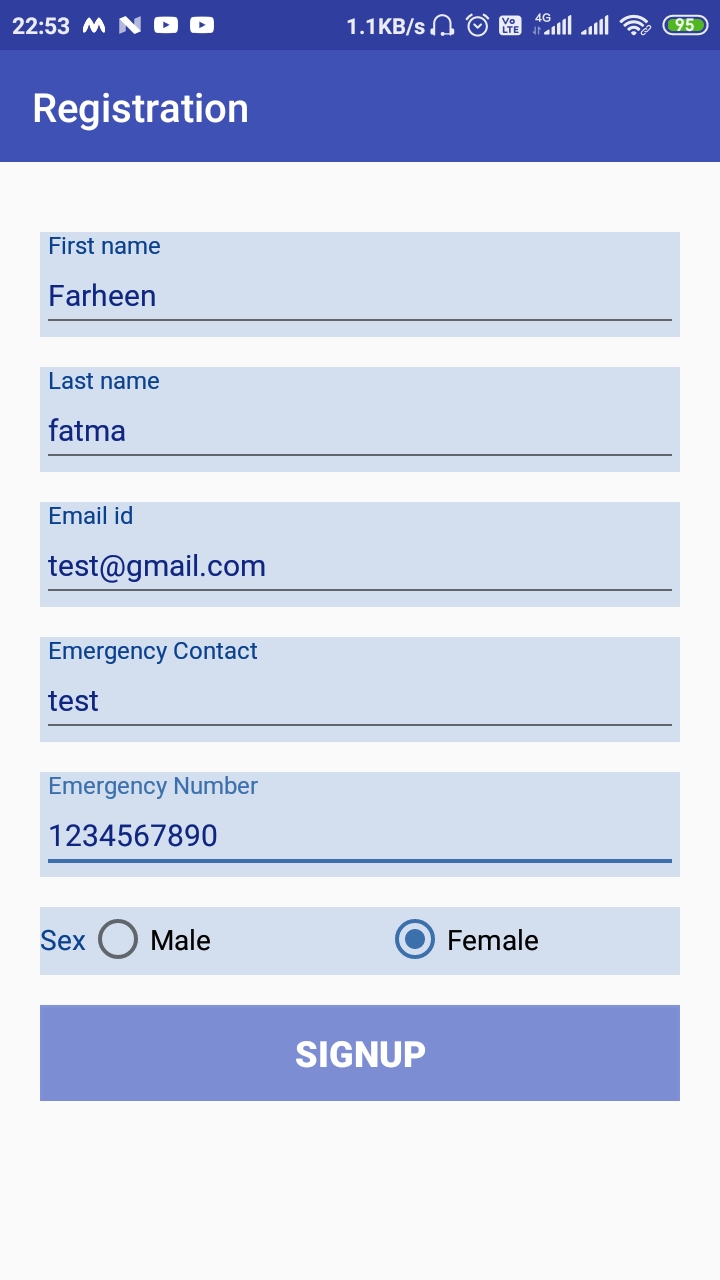 22:53 1.1KB/s Vo LTE 4G 95
Registration
First name
Farheen
Last name
fatma
Email id
test@gmail.com
Emergency Contact
test
Emergency Number
1234567890
Sex Male Female
SIGNUP